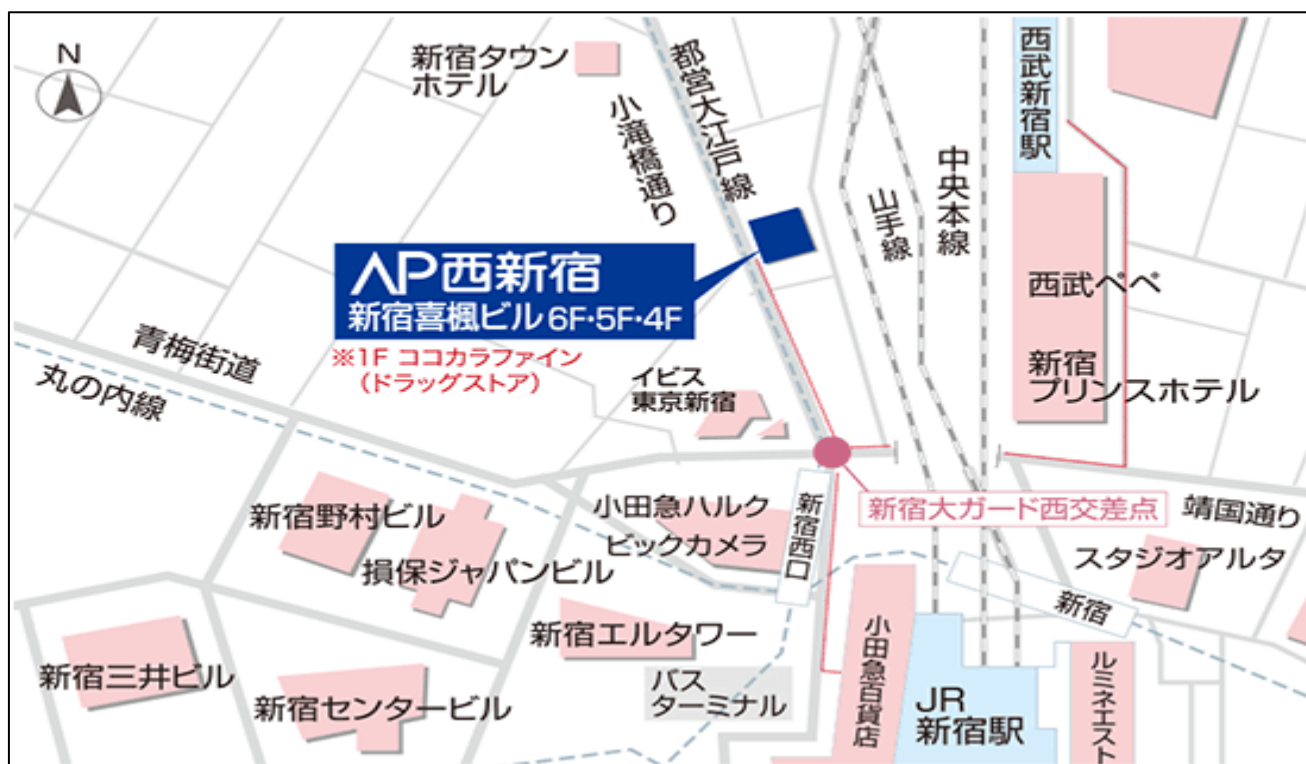 N
新宿タウン
ホテル
都営大江戸線
小滝橋通り
山手線
中央本線
西武新宿駅
西武ペペ
新宿
プリンスホテル
AP西新宿
新宿喜楓ビル 6F・5F・4F
※1F ココカラファイン
（ドラッグストア）
青梅街道
丸の内線
イビス
東京新宿
新宿大ガード西交差点
靖国通り
新宿野村ビル
損保ジャパンビル
小田急ハルク
ビックカメラ
新宿西口
スタジオアルタ
新宿
新宿三井ビル
新宿センタービル
新宿エルタワー
バス
ターミナル
小田急百貨店
JR
新宿駅
ルミネエスト